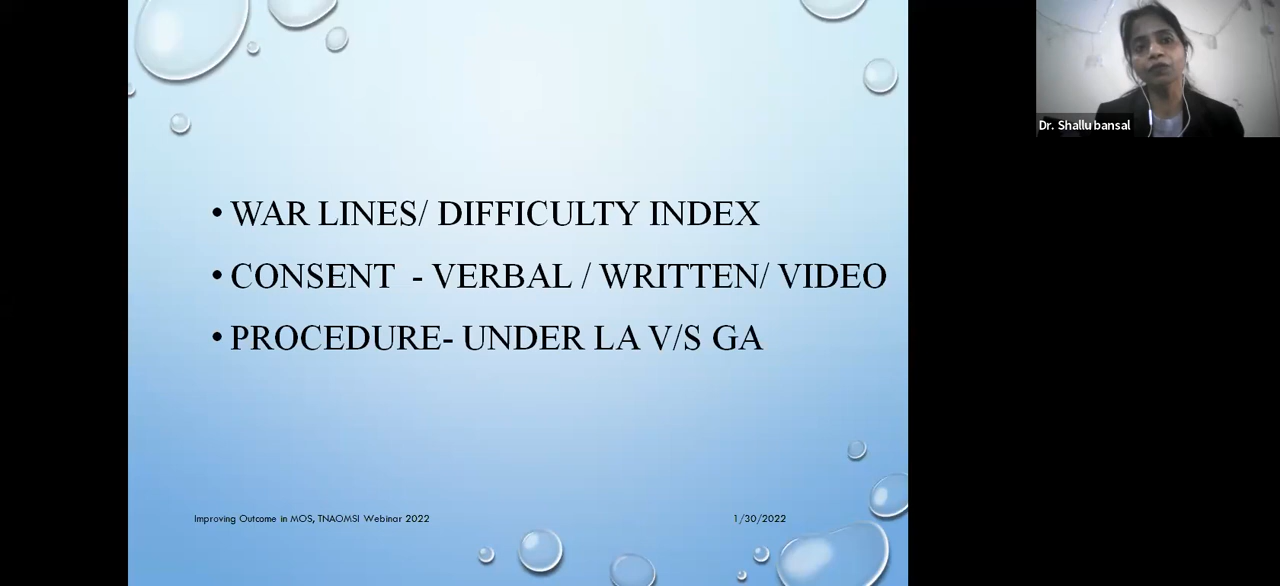 • WAR LINES/ DIFFICULTY INDEX
• CONSENT - VERBAL / WRITTEN/ VIDEO
• PROCEDURE- UNDER LA V/S GA
Improving Outcome in MOS, TNAOMSI Webinar 2022
1/30/2022
Dr. Shallu bansal